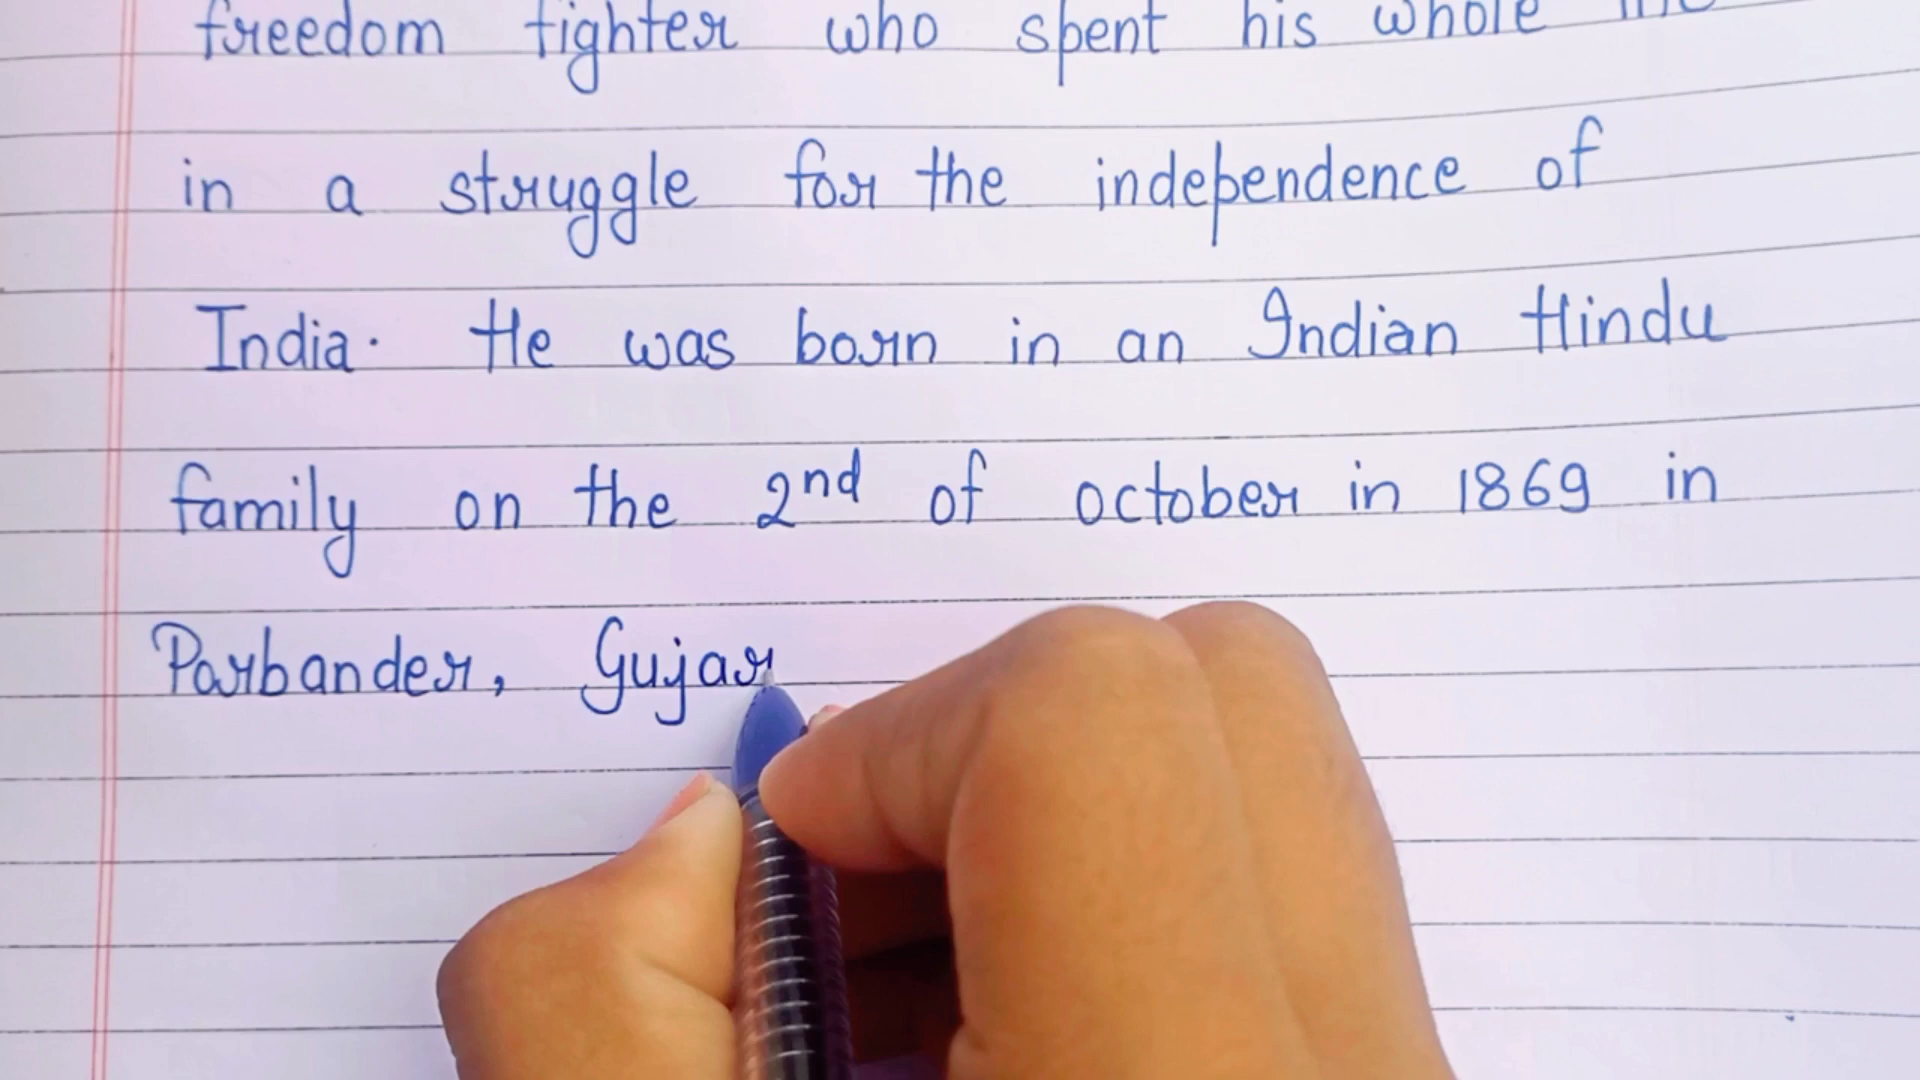 freedom fighter who spent his whole
in a struggle for the independence of
India. He was born in an Indian Hindu
family on the 2nd of october in 1869 in
Parbander, Gujar